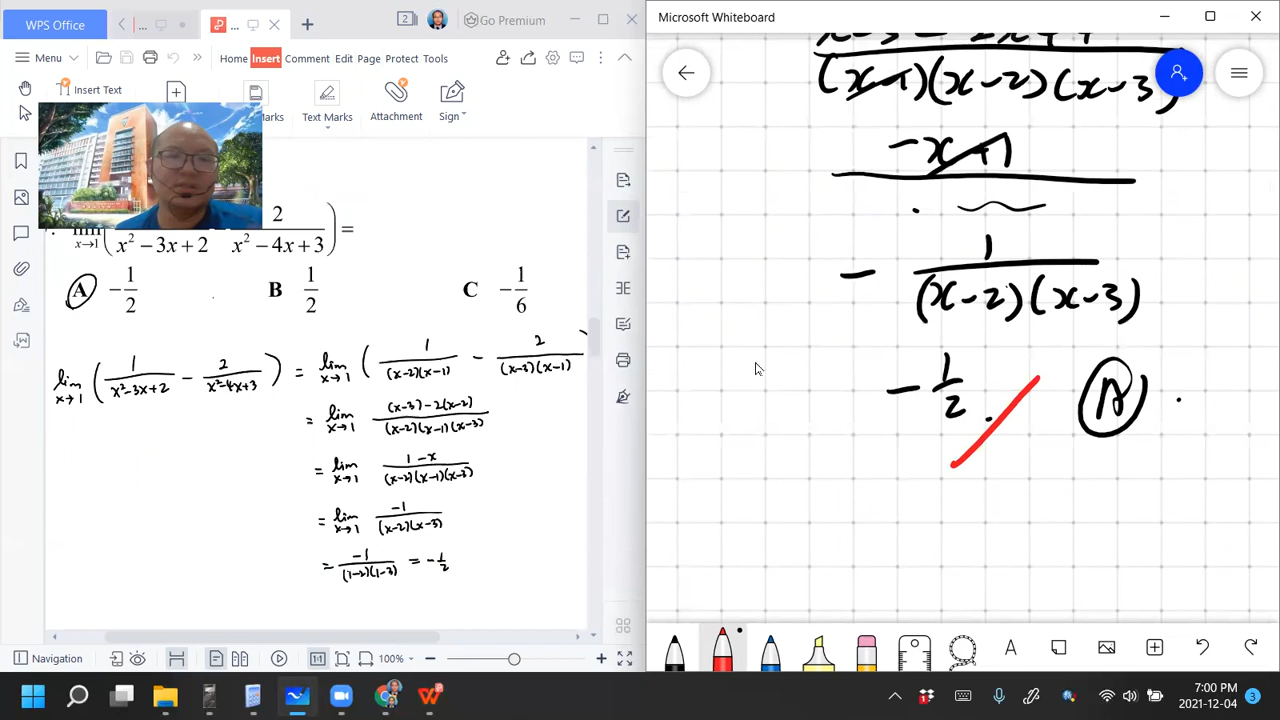 WPS Office
2
Go Premium
Menu
Home Insert Comment Edit Page Protect Tools
Insert Text
Text Marks
Attachment
Sign
lim x→1 ( x² − 3x + 2   2 / x² − 4x + 3 ) =
A −1/2   B 1/2   C −1/6
lim x→1 ( 1/(x²−3x+2) − 2/(x²−4x+3) ) = lim x→1 ( 1/((x−2)(x−1)) − 2/((x−3)(x−1))
= lim x→1 ((x−3)−2(x−2))/((x−2)(x−1)(x−3))
= lim x→1 (1−x)/((x−2)(x−1)(x−3))
= lim x→1 −1/((x−2)(x−3))
= −1/((1−2)(1−3)) = −1/2
Navigation
1:1
100%
Microsoft Whiteboard
(x−1)(x−2)(x−3)
−x+1
− 1/((x−2)(x−3))
− 1/2 . A .
7:00 PM
2021-12-04
3